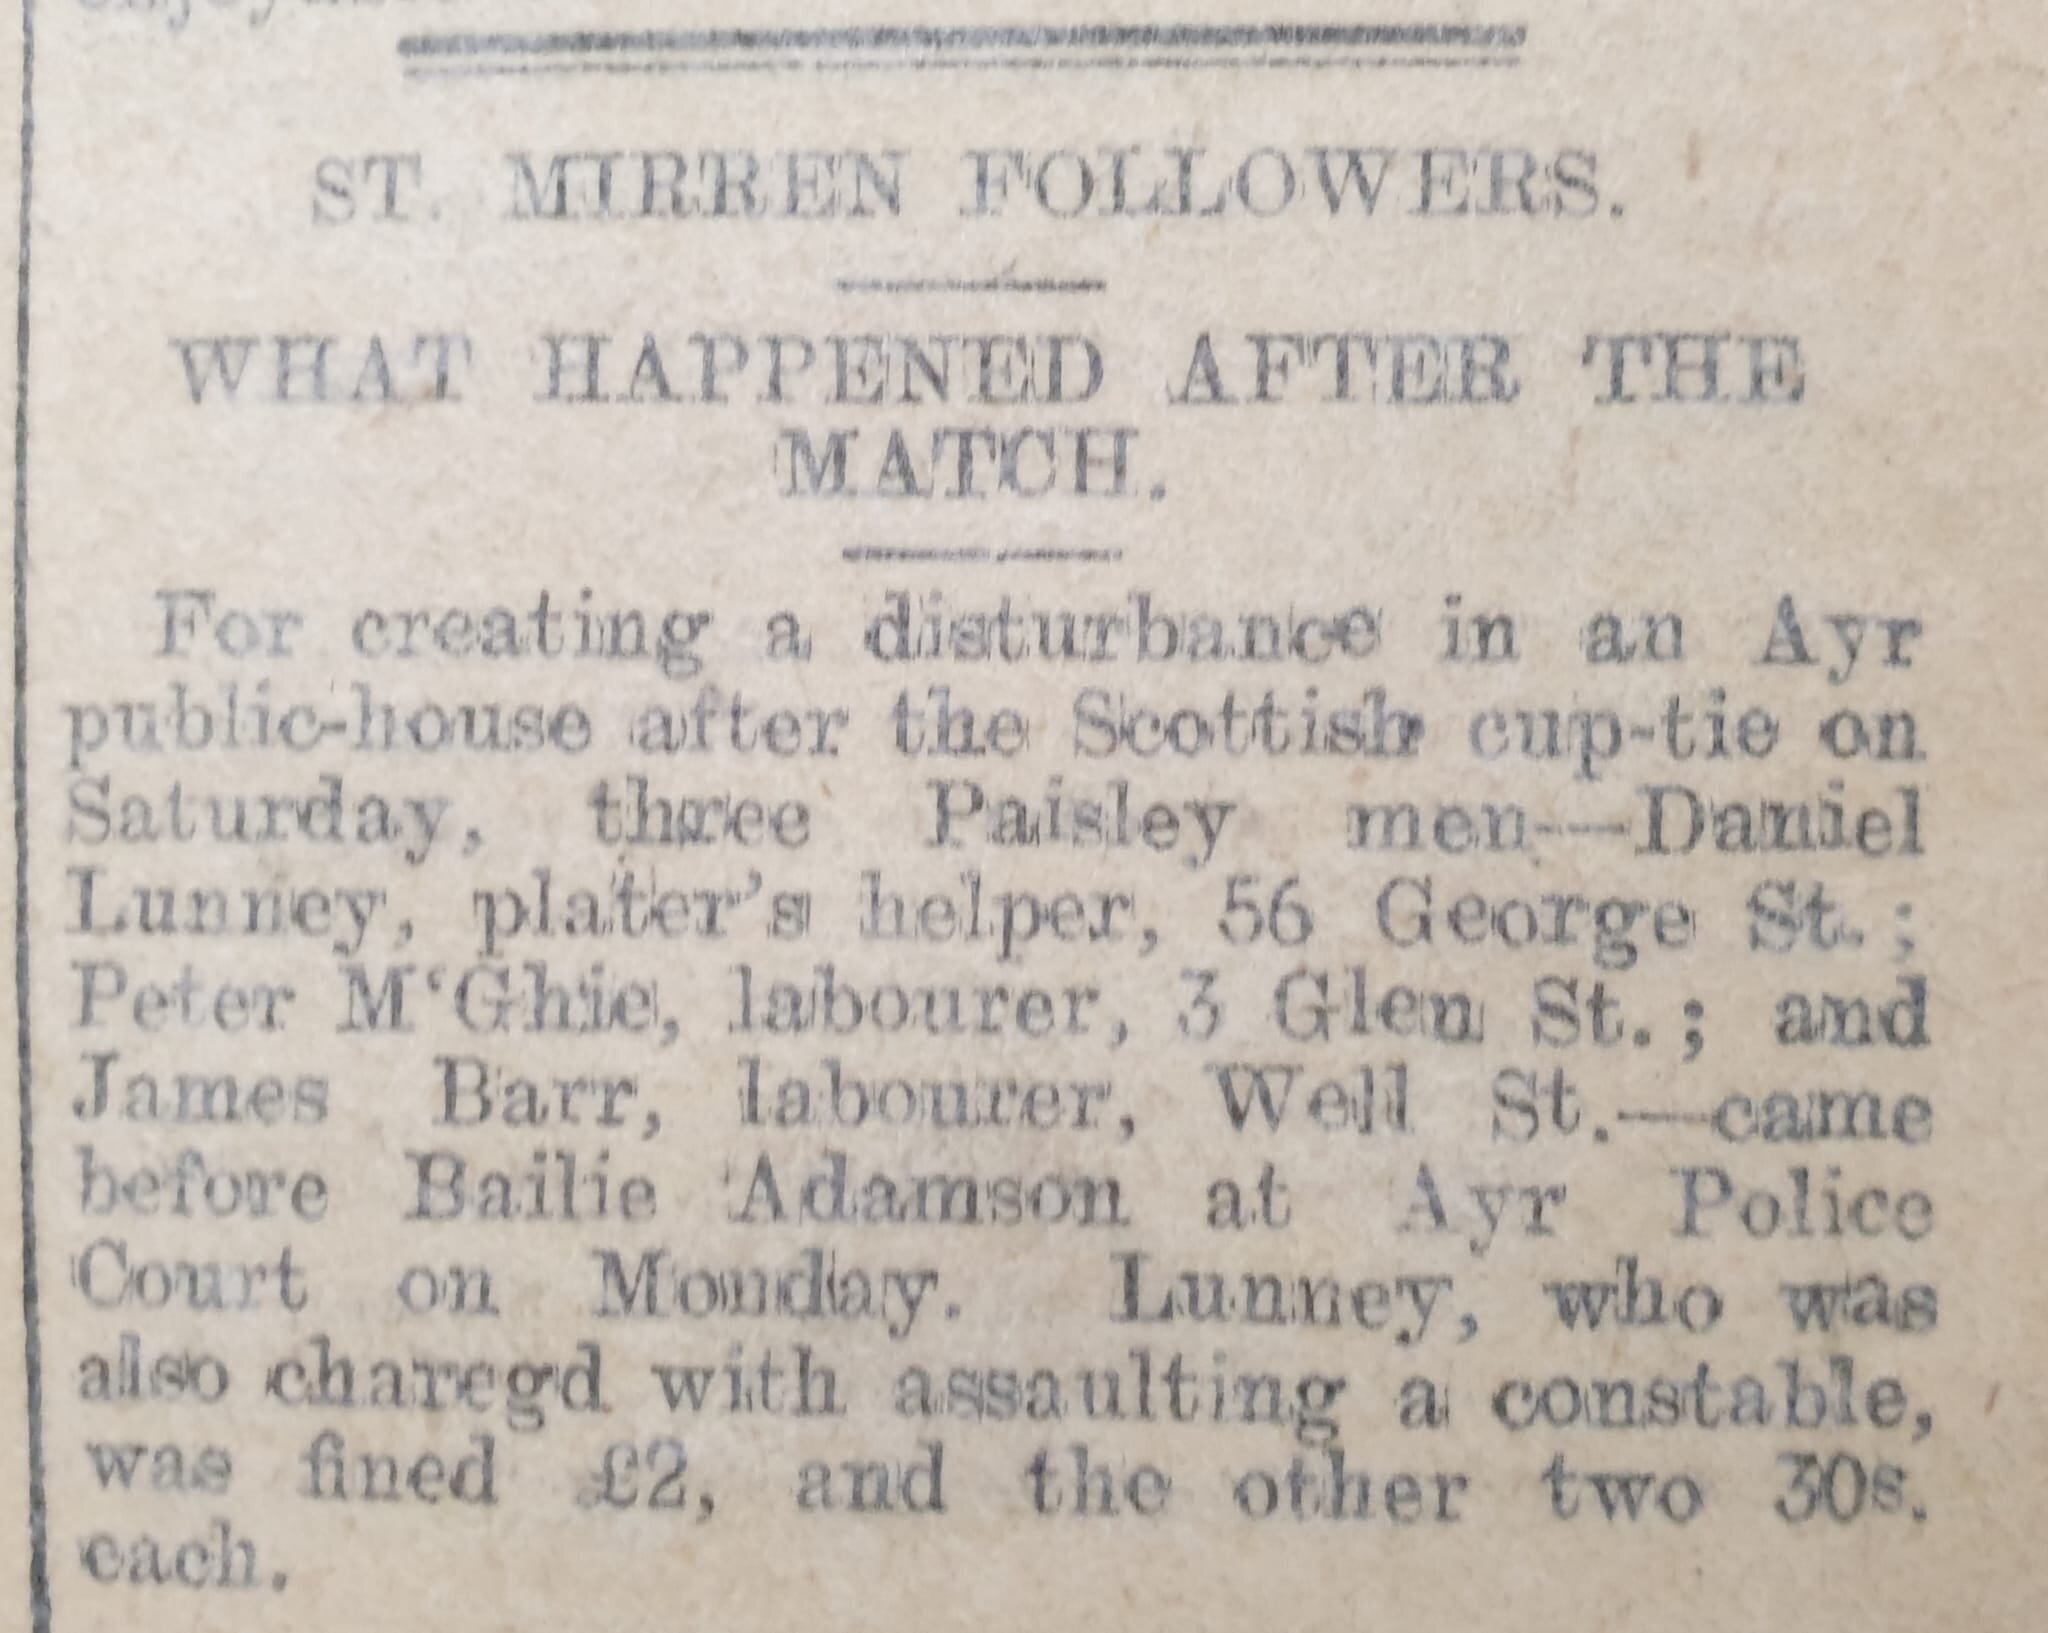 ST. MIRREN FOLLOWERS.
WHAT HAPPENED AFTER THE
MATCH.
For creating a disturbance in an Ayr
public-house after the Scottish cup-tie on
Saturday, three Paisley men—Daniel
Lunney, plater's helper, 56 George St.;
Peter M‘Ghie, labourer, 3 Glen St.; and
James Barr, labourer, Well St.—came
before Bailie Adamson at Ayr Police
Court on Monday. Lunney, who was
also charegd with assaulting a constable,
was fined £2, and the other two 30s.
each.